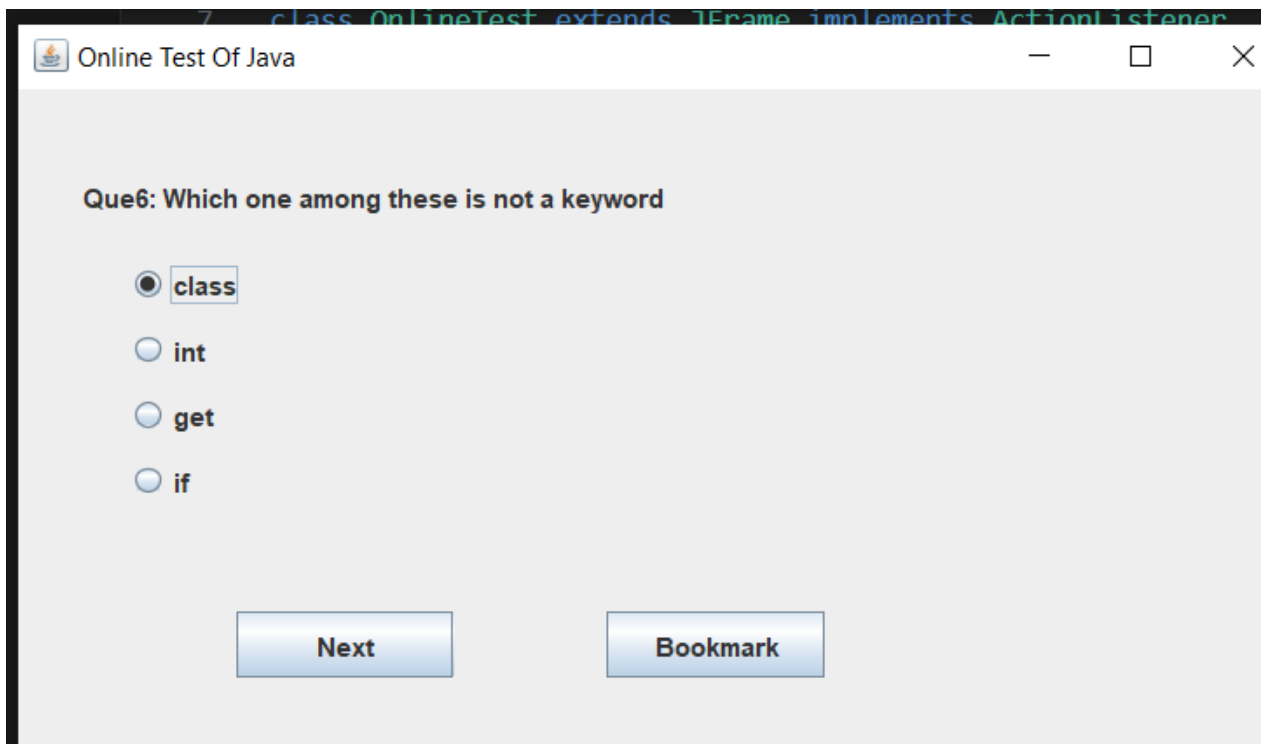 7 class OnlineTest extends JFrame implements ActionListener
Online Test Of Java
Que6: Which one among these is not a keyword
class
int
get
if
Next Bookmark